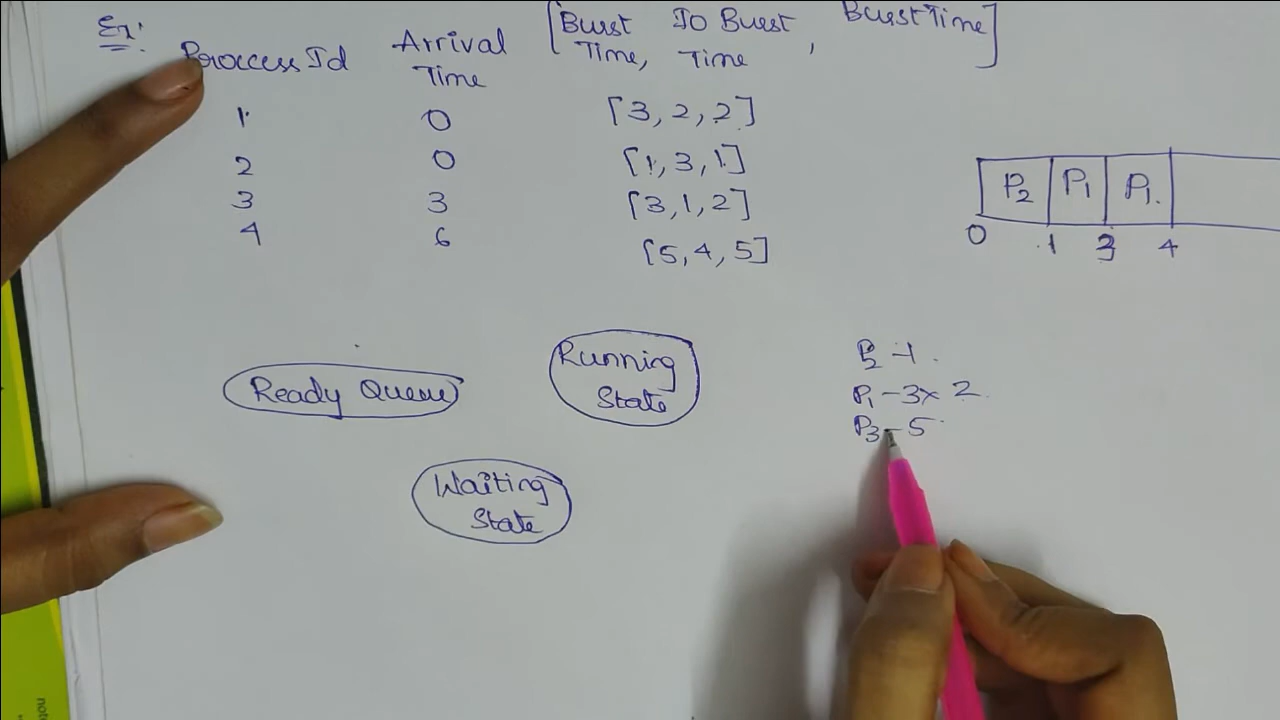 Ex:
Process Id Arrival Time [Burst Time, IO Burst Time, Burst Time]
1 0 [3, 2, 2]
2 0 [1, 3, 1]
3 3 [3, 1, 2]
4 6 [5, 4, 5]
P2 P1 P1.
0 1 3 4
Ready Queue
Running
State
Waiting
State
P2 - 1.
P1 - 3x 2.
P3 - 5